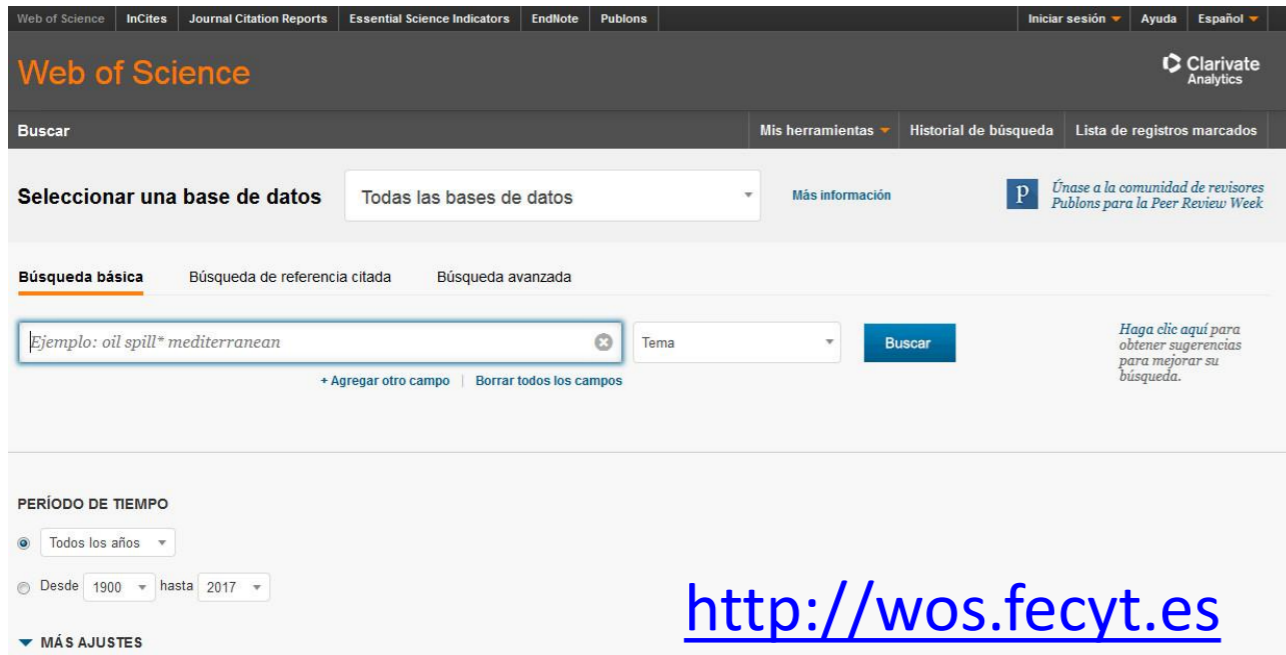 Web of Science InCites Journal Citation Reports Essential Science Indicators EndNote Publons Iniciar sesión Ayuda Español
Web of Science
Clarivate
Analytics
Buscar Mis herramientas Historial de búsqueda Lista de registros marcados
Seleccionar una base de datos Todas las bases de datos Más información
P
Únase a la comunidad de revisores
Publons para la Peer Review Week
Búsqueda básica Búsqueda de referencia citada Búsqueda avanzada
Ejemplo: oil spill* mediterranean Tema Buscar
Haga clic aquí para
obtener sugerencias
para mejorar su
búsqueda.
+ Agregar otro campo | Borrar todos los campos
PERÍODO DE TIEMPO
Todos los años
Desde 1900 hasta 2017
MÁS AJUSTES
http://wos.fecyt.es